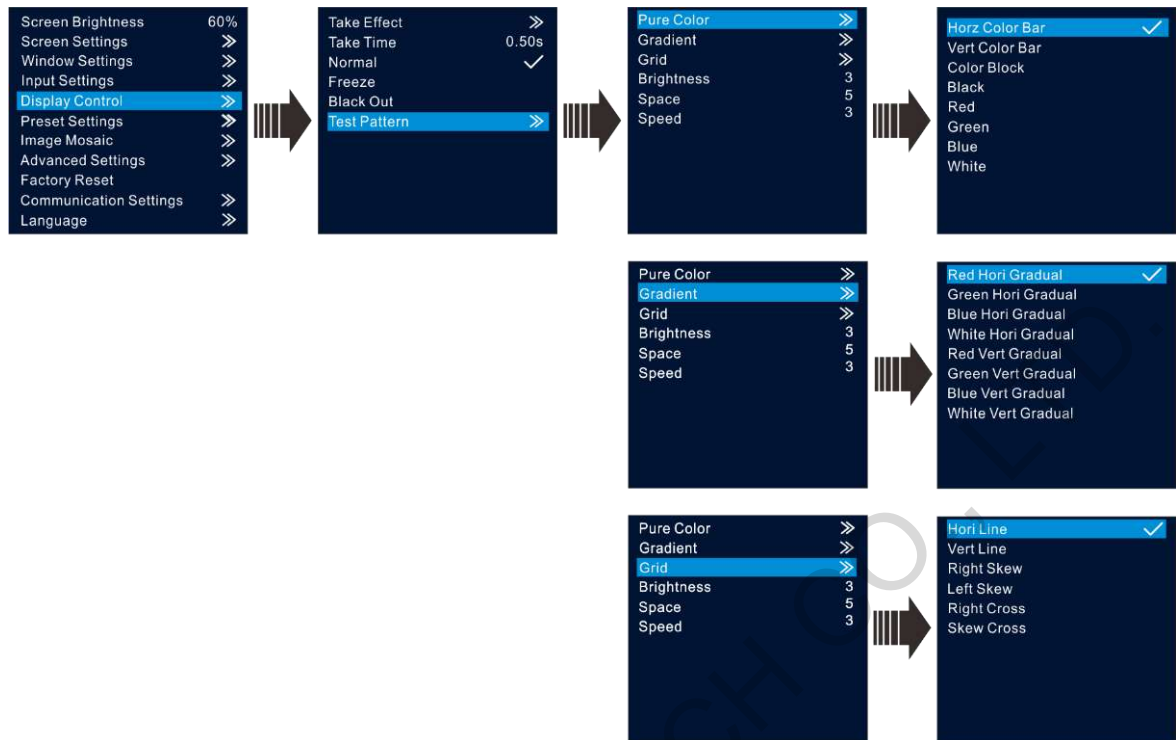 Screen Brightness 60%
Screen Settings
Window Settings
Input Settings
Display Control
Preset Settings
Image Mosaic
Advanced Settings
Factory Reset
Communication Settings
Language
Take Effect
Take Time 0.50s
Normal
Freeze
Black Out
Test Pattern
Pure Color
Gradient
Grid
Brightness 3
Space 5
Speed 3
Horz Color Bar
Vert Color Bar
Color Block
Black
Red
Green
Blue
White
Pure Color
Gradient
Grid
Brightness 3
Space 5
Speed 3
Red Hori Gradual
Green Hori Gradual
Blue Hori Gradual
White Hori Gradual
Red Vert Gradual
Green Vert Gradual
Blue Vert Gradual
White Vert Gradual
Pure Color
Gradient
Grid
Brightness 3
Space 5
Speed 3
Hori Line
Vert Line
Right Skew
Left Skew
Right Cross
Skew Cross